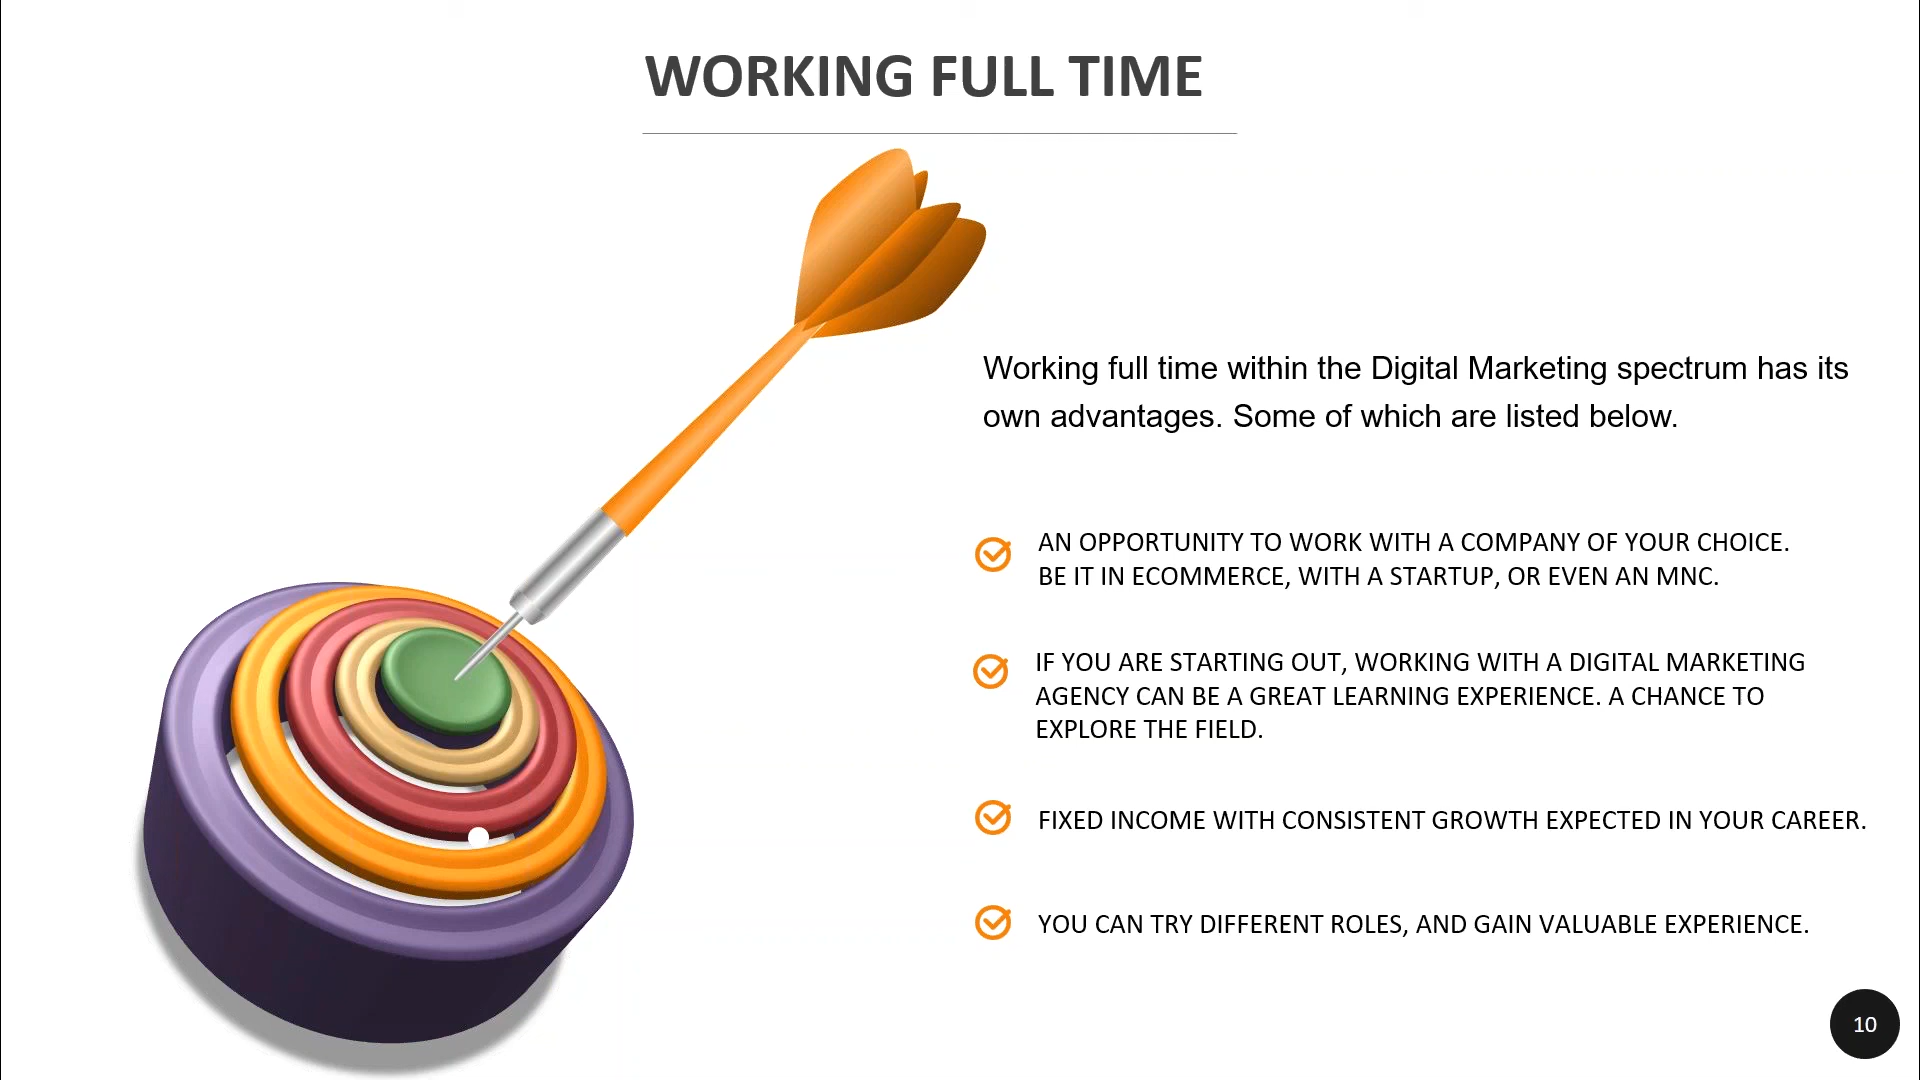 WORKING FULL TIME
Working full time within the Digital Marketing spectrum has its
own advantages. Some of which are listed below.
AN OPPORTUNITY TO WORK WITH A COMPANY OF YOUR CHOICE.
BE IT IN ECOMMERCE, WITH A STARTUP, OR EVEN AN MNC.
IF YOU ARE STARTING OUT, WORKING WITH A DIGITAL MARKETING
AGENCY CAN BE A GREAT LEARNING EXPERIENCE. A CHANCE TO
EXPLORE THE FIELD.
FIXED INCOME WITH CONSISTENT GROWTH EXPECTED IN YOUR CAREER.
YOU CAN TRY DIFFERENT ROLES, AND GAIN VALUABLE EXPERIENCE.
10